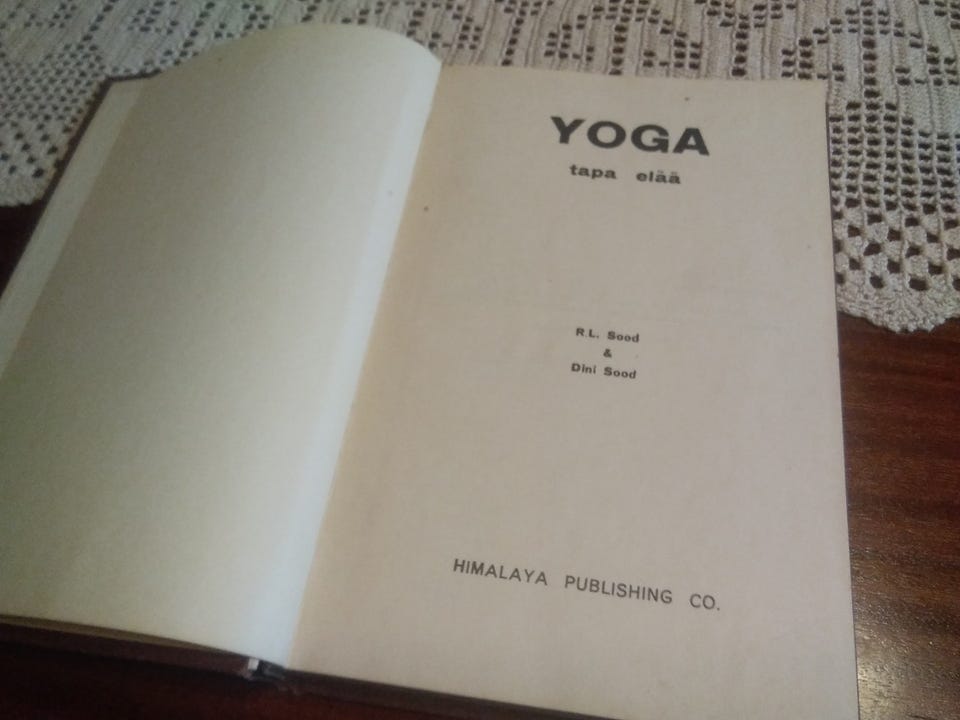 YOGA
tapa elää
R.L. Sood
&
Dini Sood
HIMALAYA PUBLISHING CO.